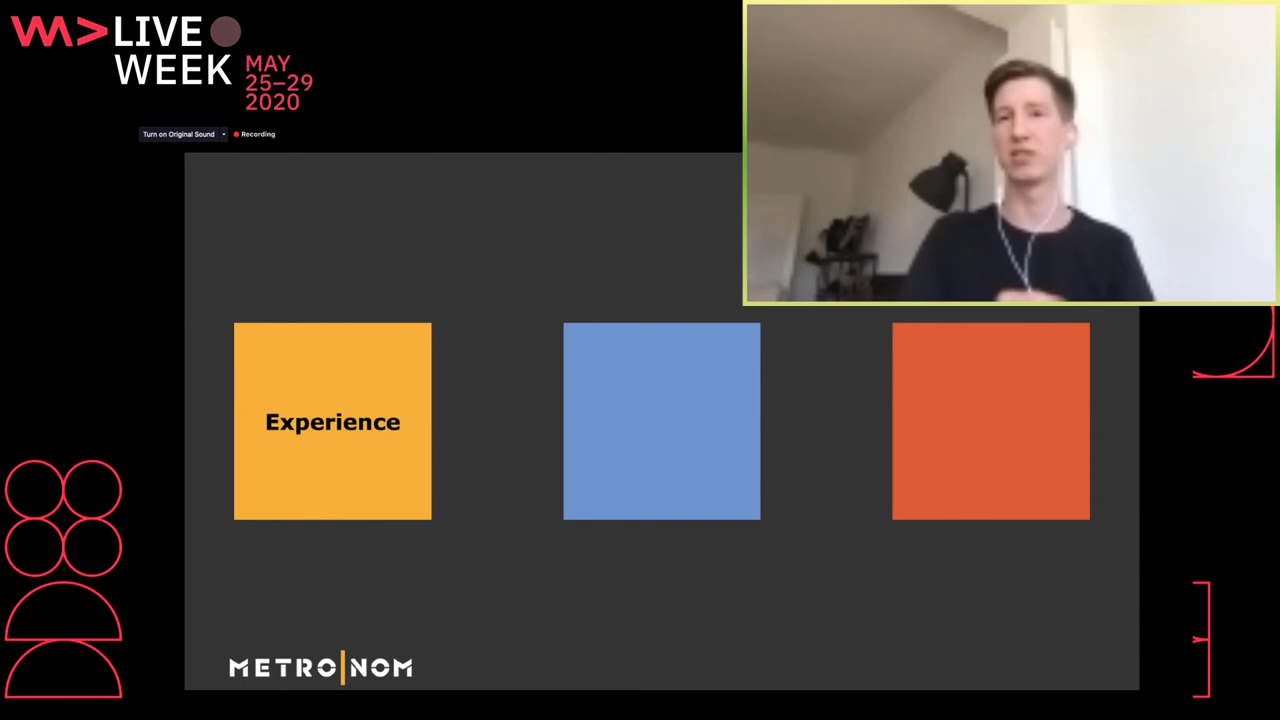 LIVE
WEEK
MAY
25–29
2020
Turn on Original Sound
Recording
Experience
METRO|NOM